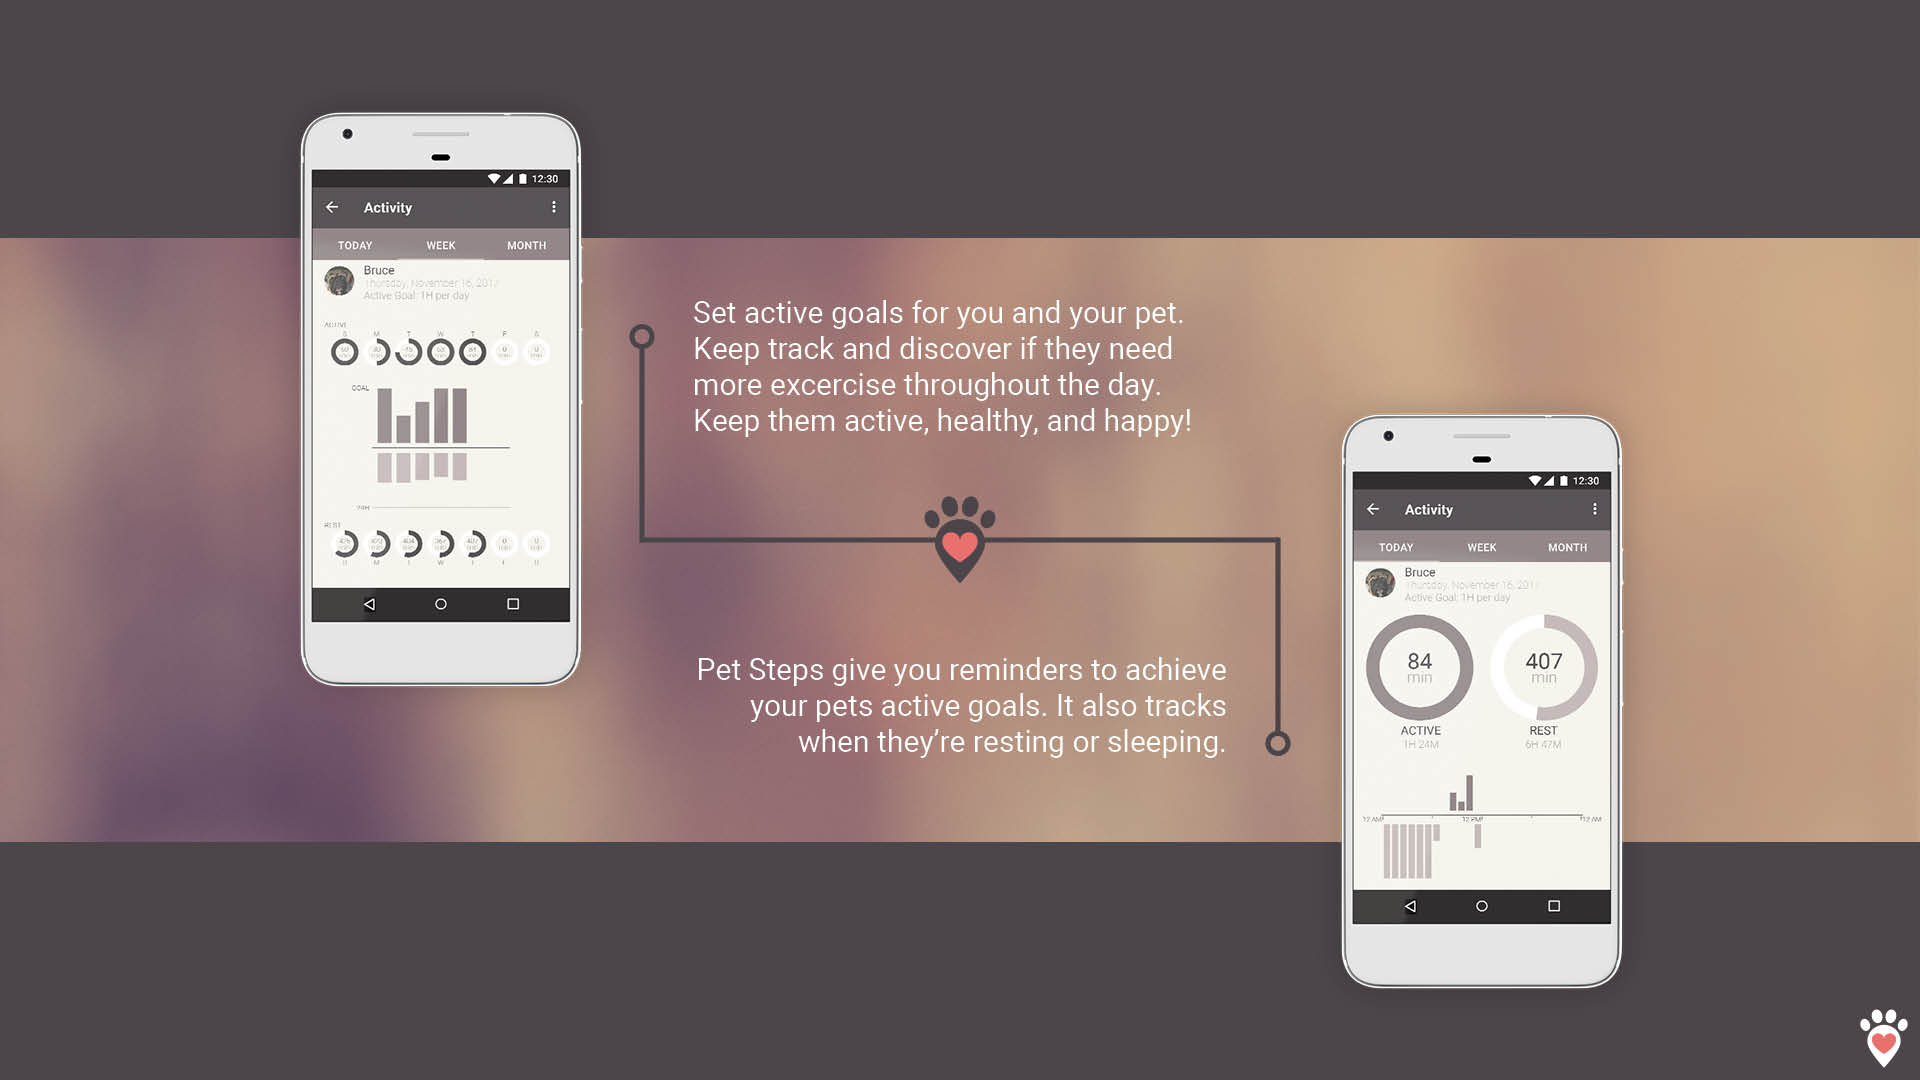 12:30
Activity
TODAY WEEK MONTH
Bruce
Thursday, November 16, 2017
Active Goal: 1H per day
ACTIVE
S M T W T F S
GOAL
24H
REST
Set active goals for you and your pet.
Keep track and discover if they need
more excercise throughout the day.
Keep them active, healthy, and happy!
Pet Steps give you reminders to achieve
your pets active goals. It also tracks
when they’re resting or sleeping.
12:30
Activity
TODAY WEEK MONTH
Bruce
Thursday, November 16, 2017
Active Goal: 1H per day
84 407
min min
ACTIVE REST
1H 24M 6H 47M
12 AM 12 PM 12 AM